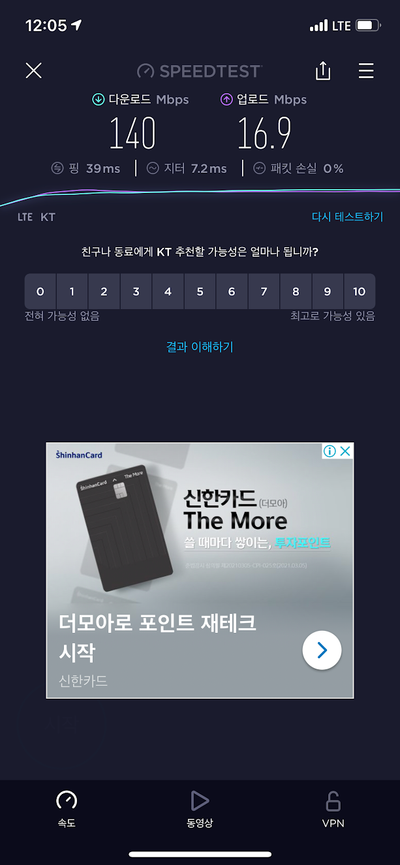 12:05
LTE
SPEEDTEST
다운로드 Mbps
업로드 Mbps
140
16.9
핑 39 ms
지터 7.2 ms
패킷 손실 0 %
LTE KT
다시 테스트하기
친구나 동료에게 KT 추천할 가능성은 얼마나 됩니까?
0 1 2 3 4 5 6 7 8 9 10
전혀 가능성 없음
최고로 가능성 있음
결과 이해하기
ShinhanCard
ShinhanCard
The More
신한카드 (더모아)
The More
쓸 때마다 쌓이는, 투자포인트
더모아로 포인트 재테크
시작
신한카드
속도
동영상
VPN